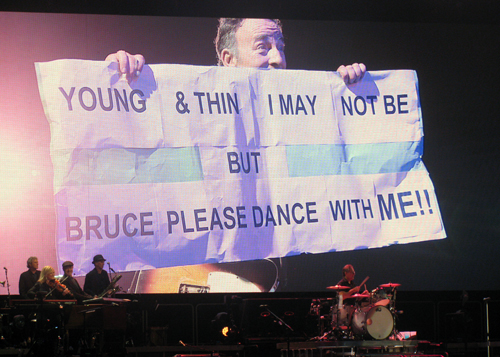 YOUNG & THIN I MAY NOT BE
BUT
BRUCE PLEASE DANCE WITH ME!!